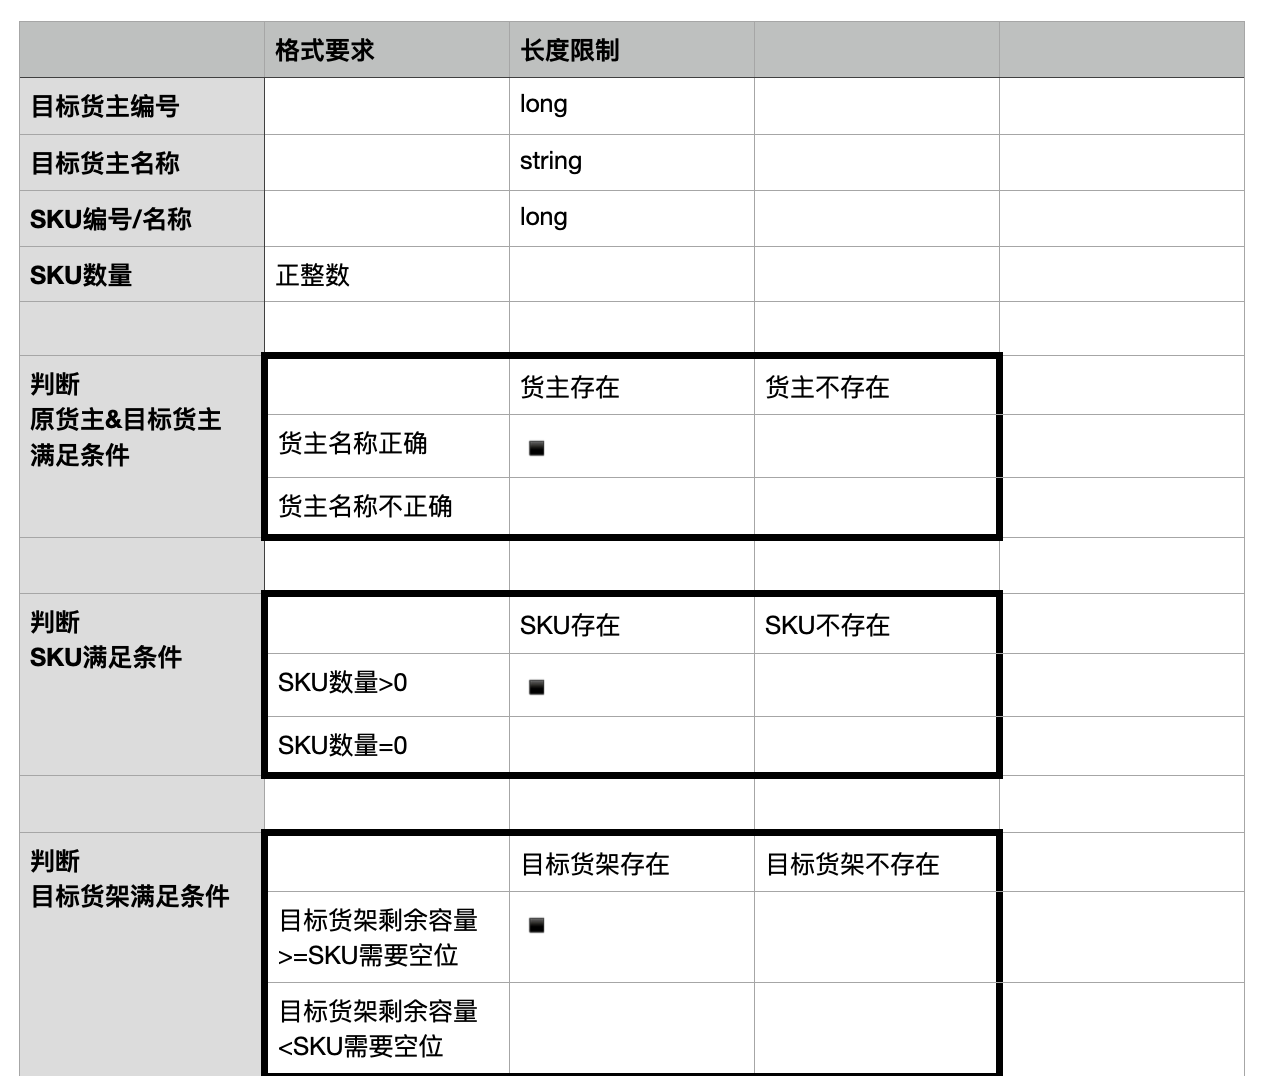 格式要求 长度限制
目标货主编号 long
目标货主名称 string
SKU编号/名称 long
SKU数量 正整数
判断
原货主&目标货主
满足条件
货主存在 货主不存在
货主名称正确 ▪
货主名称不正确
判断
SKU满足条件
SKU存在 SKU不存在
SKU数量>0 ▪
SKU数量=0
判断
目标货架满足条件
目标货架存在 目标货架不存在
目标货架剩余容量
>=SKU需要空位 ▪
目标货架剩余容量
<SKU需要空位